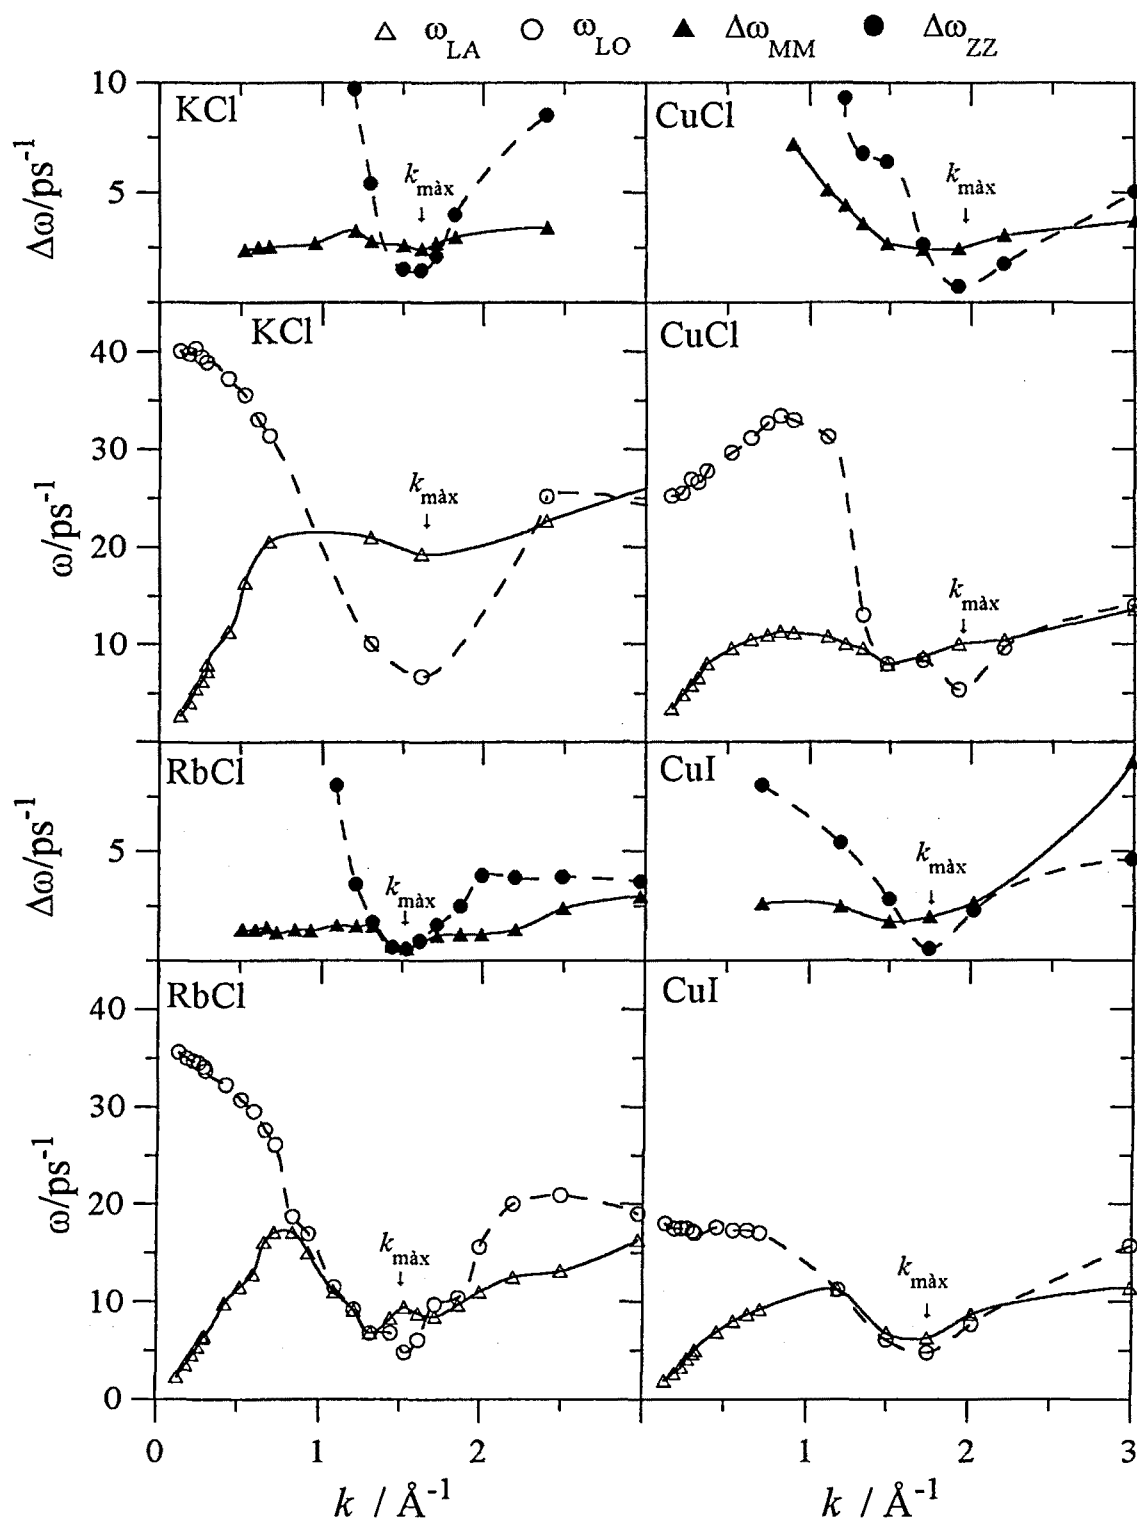 △ ω_LA ○ ω_LO ▲ Δω_MM ● Δω_ZZ
10
KCl
CuCl
Δω/ps⁻¹
5
k_màx
k_màx
KCl
CuCl
40
30
ω/ps⁻¹
k_màx
20
k_màx
10
RbCl
CuI
Δω/ps⁻¹
5
k_màx
k_màx
RbCl
CuI
40
30
ω/ps⁻¹
20
k_màx
k_màx
10
0
0 1 2 1 2 3
k / Å⁻¹ k / Å⁻¹